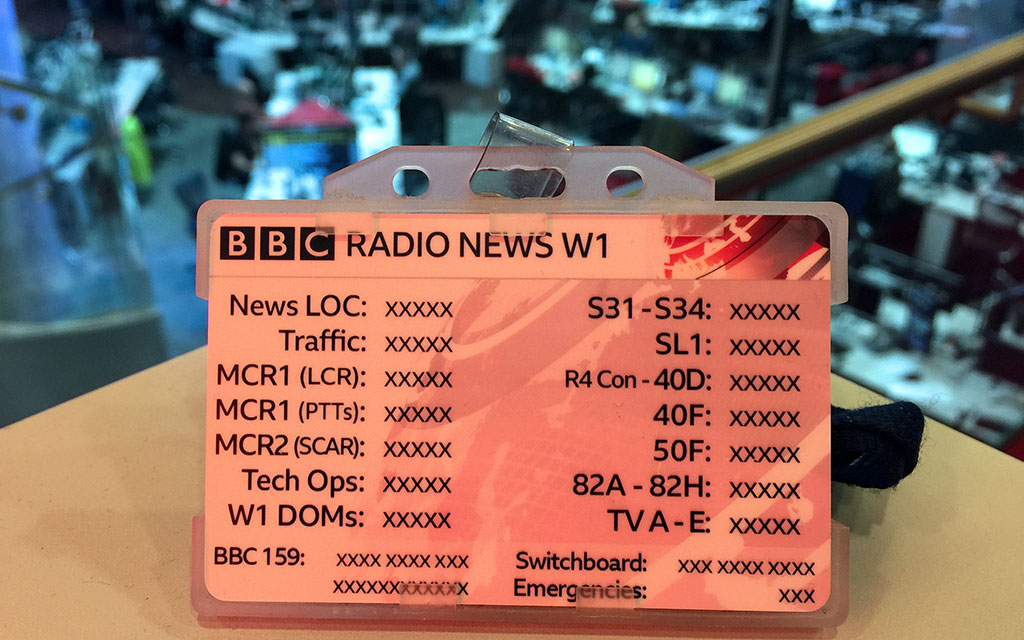 BBC RADIO NEWS W1
News LOC: xxxxx
Traffic: xxxxx
MCR1 (LCR): xxxxx
MCR1 (PTTs): xxxxx
MCR2 (SCAR): xxxxx
Tech Ops: xxxxx
W1 DOMs: xxxxx
BBC 159: xxxx xxxx xxx
xxxxxxxxxxx
S31 - S34: xxxxx
SL1: xxxxx
R4 Con - 40D: xxxxx
40F: xxxxx
50F: xxxxx
82A - 82H: xxxxx
TV A - E: xxxxx
Switchboard: xxx xxxx xxxx
Emergencies: xxx